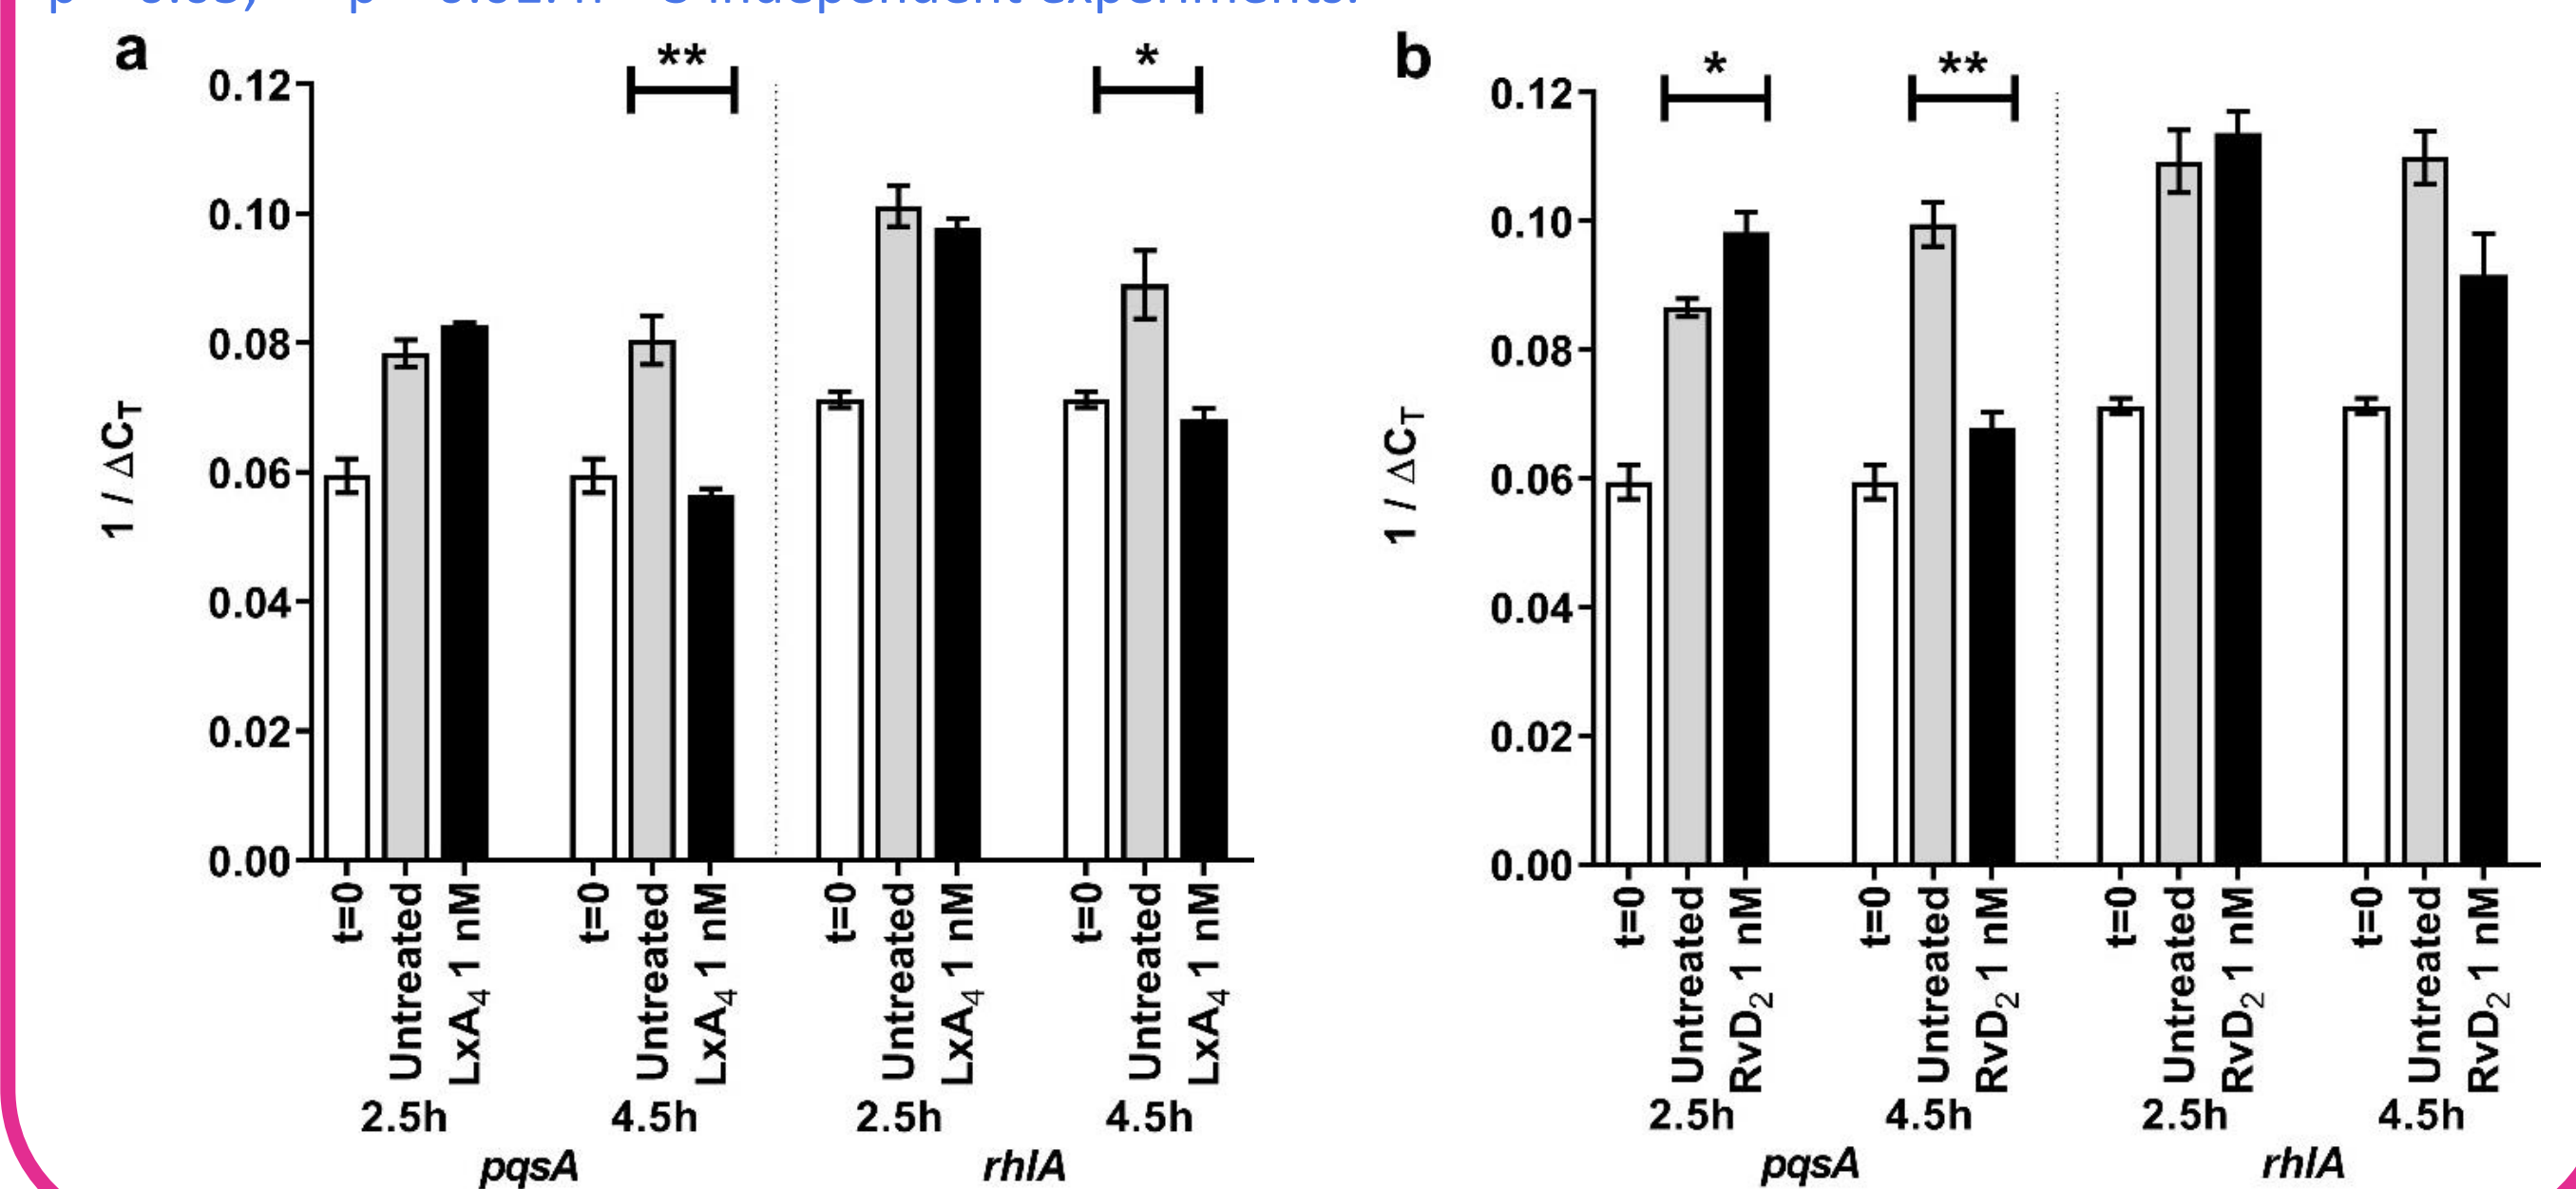 independent experiments.
a
**
*
0.12
0.10
0.08
0.06
0.04
0.02
0.00
1 / ΔC_T
t=0
Untreated
LxA₄ 1 nM
t=0
Untreated
LxA₄ 1 nM
t=0
Untreated
LxA₄ 1 nM
t=0
Untreated
LxA₄ 1 nM
2.5h 4.5h 2.5h 4.5h
pqsA rhlA
b
*
**
0.12
0.10
0.08
0.06
0.04
0.02
0.00
1 / ΔC_T
t=0
Untreated
RvD₂ 1 nM
t=0
Untreated
RvD₂ 1 nM
t=0
Untreated
RvD₂ 1 nM
t=0
Untreated
RvD₂ 1 nM
2.5h 4.5h 2.5h 4.5h
pqsA rhlA